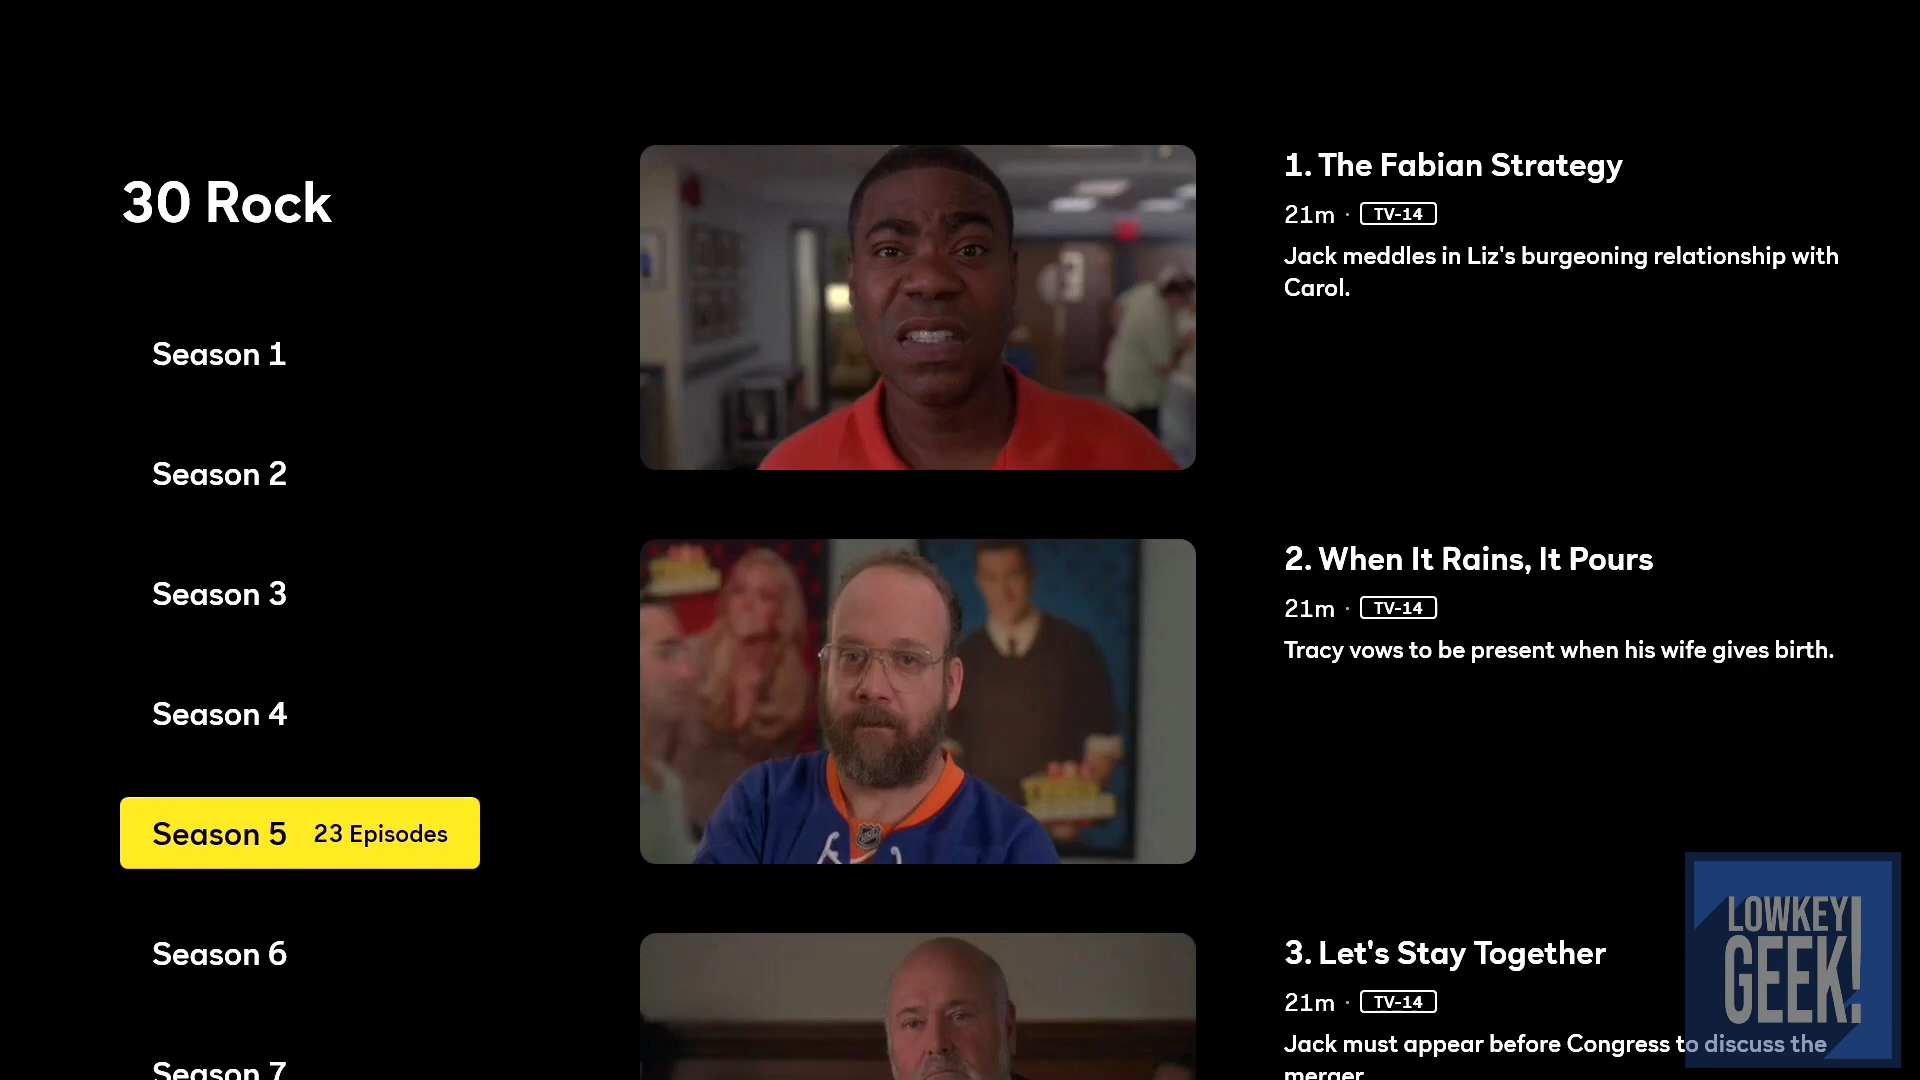 30 Rock
Season 1
Season 2
Season 3
Season 4
Season 5 23 Episodes
Season 6
Season 7
1. The Fabian Strategy
21m · TV-14
Jack meddles in Liz's burgeoning relationship with
Carol.
2. When It Rains, It Pours
21m · TV-14
Tracy vows to be present when his wife gives birth.
3. Let's Stay Together
21m · TV-14
Jack must appear before Congress to discuss the
merger
LOWKEY
GEEK!